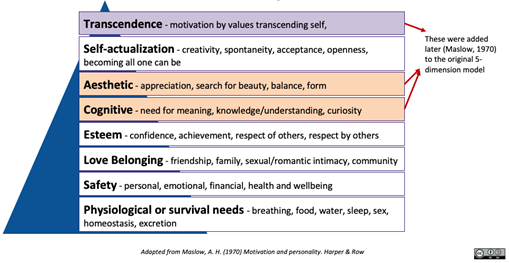 Transcendence - motivation by values transcending self,
Self-actualization - creativity, spontaneity, acceptance, openness,
becoming all one can be
Aesthetic - appreciation, search for beauty, balance, form
Cognitive - need for meaning, knowledge/understanding, curiosity
Esteem - confidence, achievement, respect of others, respect by others
Love Belonging - friendship, family, sexual/romantic intimacy, community
Safety - personal, emotional, financial, health and wellbeing
Physiological or survival needs - breathing, food, water, sleep, sex,
homeostasis, excretion
These were added
later (Maslow, 1970)
to the original 5-
dimension model
Adapted from Maslow, A. H. (1970) Motivation and personality. Harper & Row